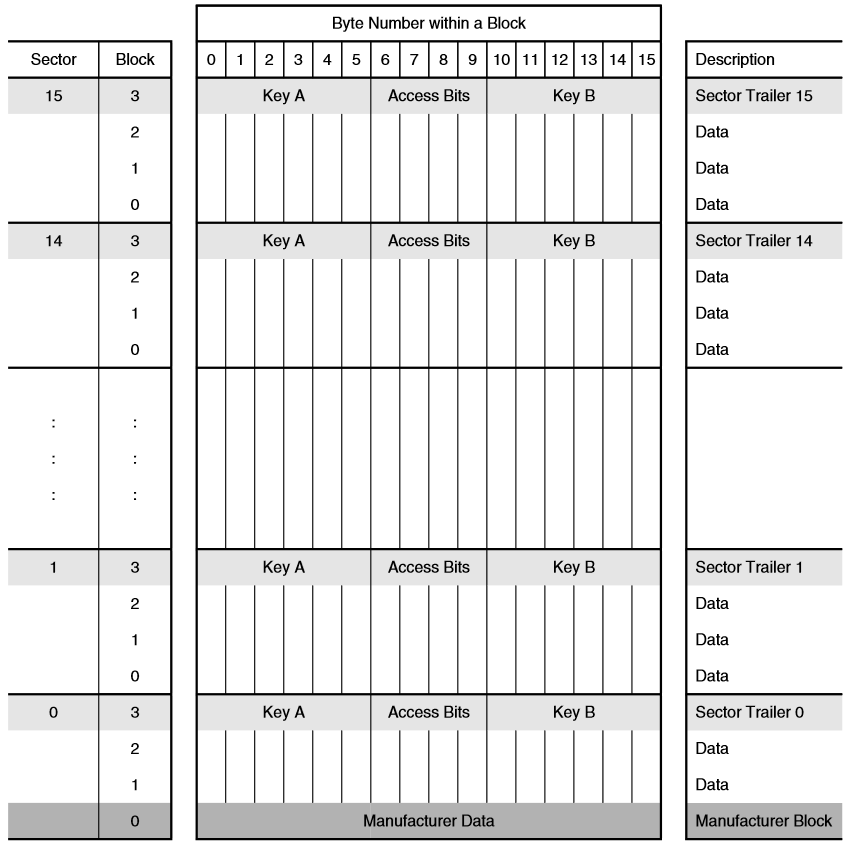 Byte Number within a Block
Sector Block 0 1 2 3 4 5 6 7 8 9 10 11 12 13 14 15 Description
15 3 Key A Access Bits Key B Sector Trailer 15
2 Data
1 Data
0 Data
14 3 Key A Access Bits Key B Sector Trailer 14
2 Data
1 Data
0 Data
: :
: :
: :
1 3 Key A Access Bits Key B Sector Trailer 1
2 Data
1 Data
0 Data
0 3 Key A Access Bits Key B Sector Trailer 0
2 Data
1 Data
0 Manufacturer Data Manufacturer Block